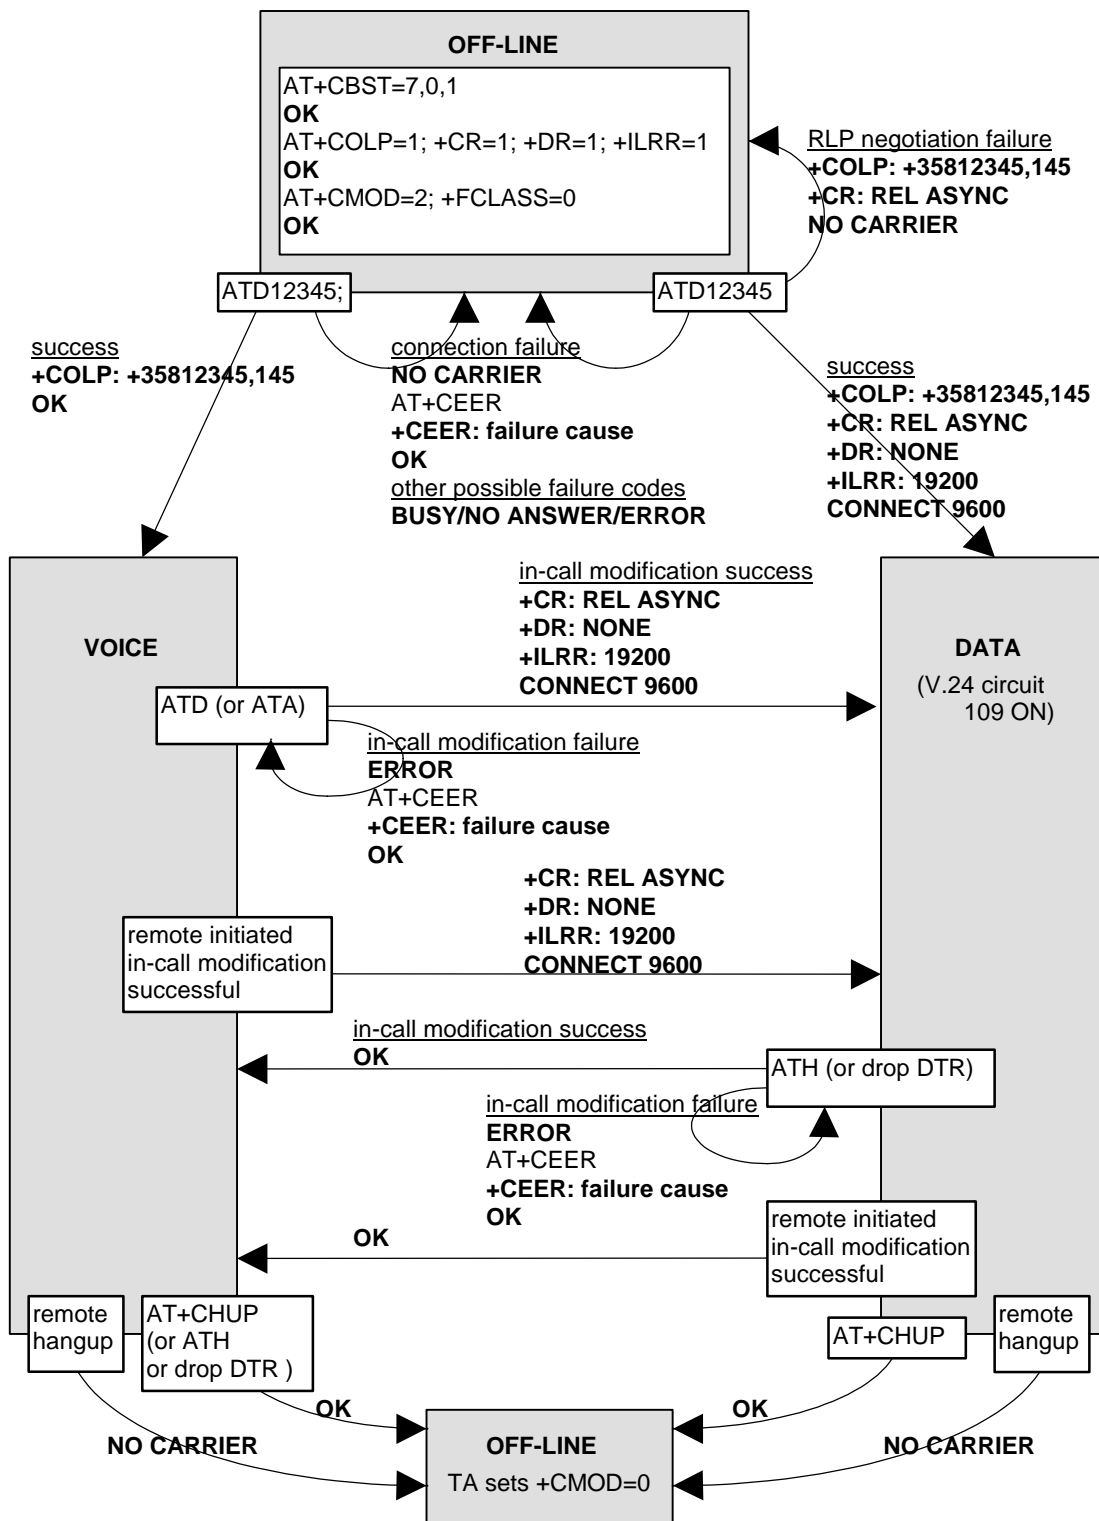 OFF-LINE
AT+CBST=7,0,1
OK
AT+COLP=1; +CR=1; +DR=1; +ILRR=1
OK
AT+CMOD=2; +FCLASS=0
OK
RLP negotiation failure
+COLP: +35812345,145
+CR: REL ASYNC
NO CARRIER
ATD12345;
ATD12345
success
+COLP: +35812345,145
OK
connection failure
NO CARRIER
AT+CEER
+CEER: failure cause
OK
other possible failure codes
BUSY/NO ANSWER/ERROR
success
+COLP: +35812345,145
+CR: REL ASYNC
+DR: NONE
+ILRR: 19200
CONNECT 9600
VOICE
in-call modification success
+CR: REL ASYNC
+DR: NONE
+ILRR: 19200
CONNECT 9600
DATA
(V.24 circuit
109 ON)
ATD (or ATA)
in-call modification failure
ERROR
AT+CEER
+CEER: failure cause
OK
+CR: REL ASYNC
+DR: NONE
+ILRR: 19200
CONNECT 9600
remote initiated
in-call modification
successful
in-call modification success
OK
ATH (or drop DTR)
in-call modification failure
ERROR
AT+CEER
+CEER: failure cause
OK
OK
remote initiated
in-call modification
successful
remote
hangup
AT+CHUP
(or ATH
or drop DTR )
AT+CHUP
remote
hangup
OK
OK
NO CARRIER
NO CARRIER
OFF-LINE
TA sets +CMOD=0